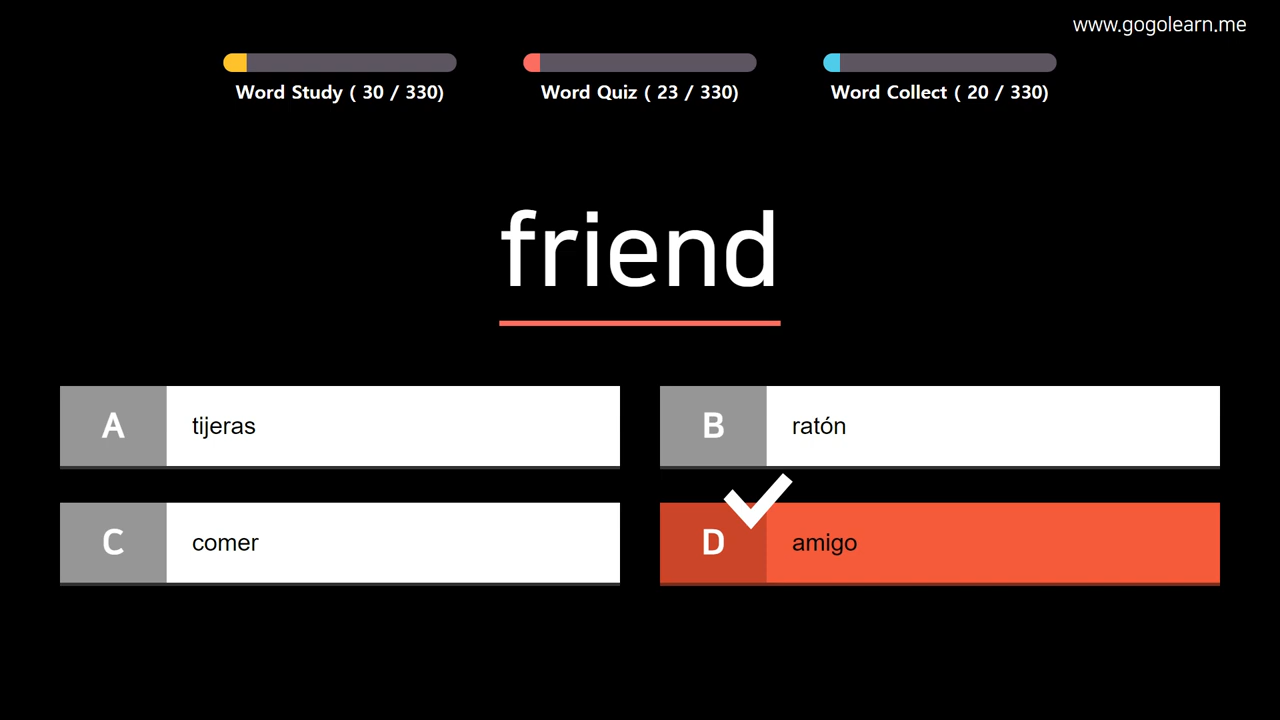 www.gogolearn.me
Word Study ( 30 / 330)
Word Quiz ( 23 / 330)
Word Collect ( 20 / 330)
friend
A tijeras
B ratón
C comer
D amigo